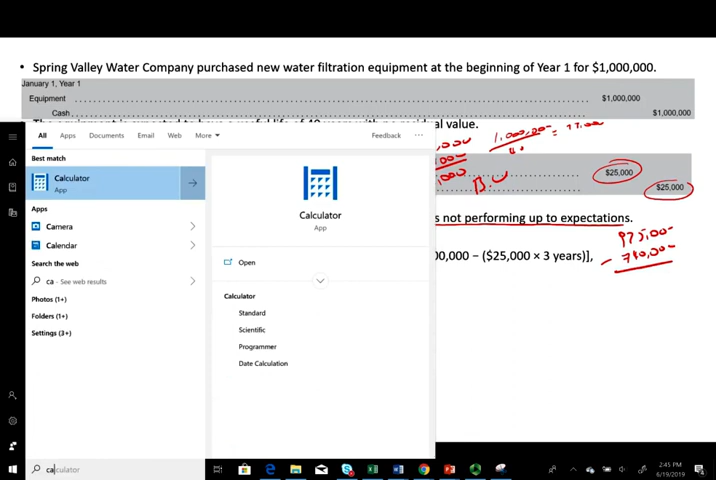 • Spring Valley Water Company purchased new water filtration equipment at the beginning of Year 1 for $1,000,000.
January 1, Year 1
Equipment $1,000,000
Cash $1,000,000
value.
1,000,000
B.V
$25,000
$25,000
s not performing up to expectations.
00,000 − ($25,000 × 3 years)],
All Apps Documents Email Web More Feedback ...
Best match
Calculator
App
Apps
Camera
Calendar
Search the web
ca - See web results
Photos (1+)
Folders (1+)
Settings (3+)
Calculator
App
Open
Calculator
Standard
Scientific
Programmer
Date Calculation
calculator
2:45 PM
6/19/2019